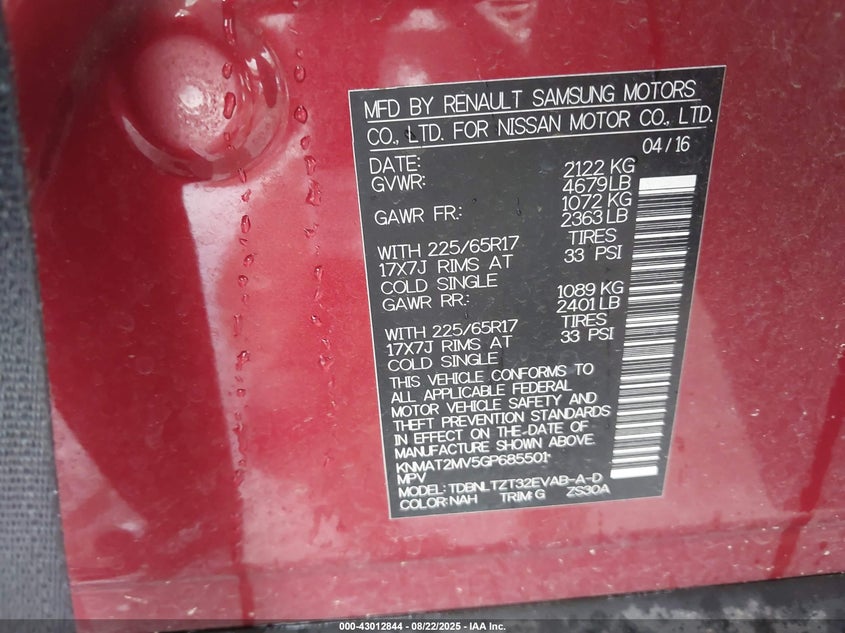 MFD BY RENAULT SAMSUNG MOTORS
CO., LTD. FOR NISSAN MOTOR CO., LTD.
DATE: 04/16
GVWR: 2122 KG
4679LB
GAWR FR.: 1072 KG
2363 LB
WITH 225/65R17 TIRES
17X7J RIMS AT 33 PSI
COLD SINGLE
GAWR RR.: 1089 KG
2401LB
WITH 225/65R17 TIRES
17X7J RIMS AT 33 PSI
COLD SINGLE
THIS VEHICLE CONFORMS TO
ALL APPLICABLE FEDERAL
MOTOR VEHICLE SAFETY AND
THEFT PREVENTION STANDARDS
IN EFFECT ON THE-DATE OF
MANUFACTURE SHOWN ABOVE.
KNMAT2MV5GP685501*
MPV
MODEL: TDBNLTZT32EVAB-A-D
COLOR:NAH TRIM:G ZS30A
000-43012844 - 08/22/2025 - IAA Inc.